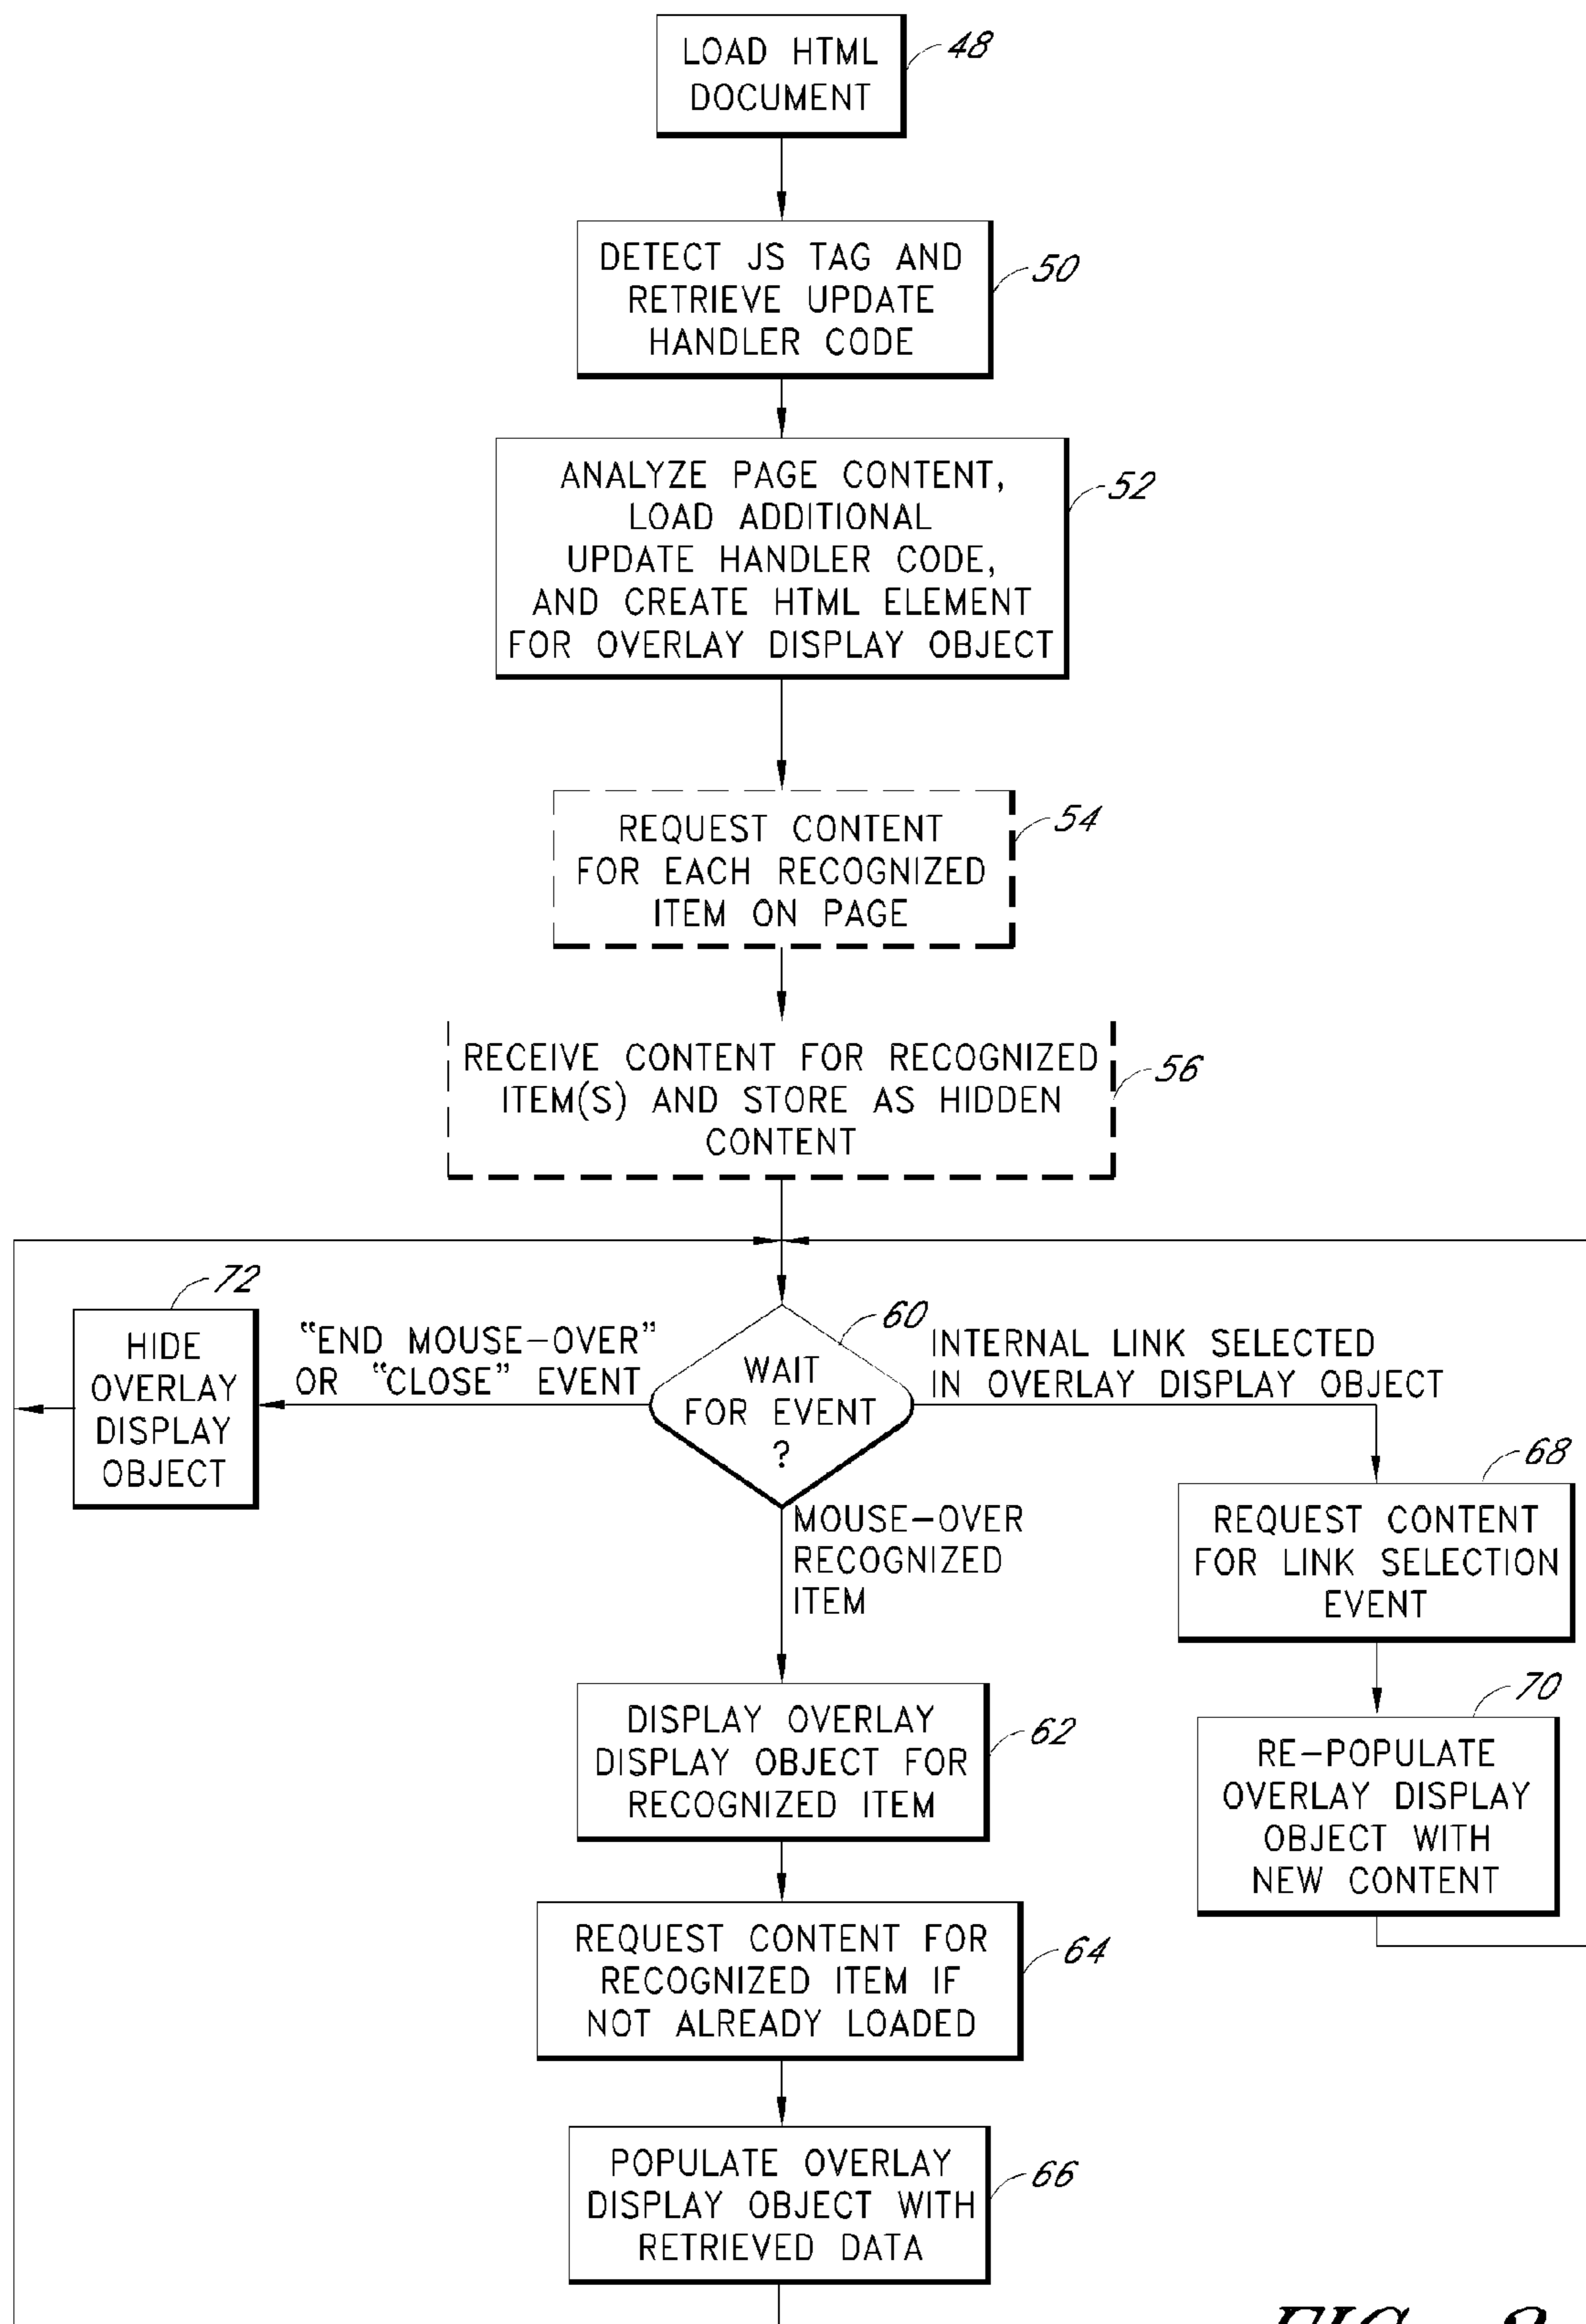 LOAD HTML
DOCUMENT
48
DETECT JS TAG AND
RETRIEVE UPDATE
HANDLER CODE
50
ANALYZE PAGE CONTENT,
LOAD ADDITIONAL
UPDATE HANDLER CODE,
AND CREATE HTML ELEMENT
FOR OVERLAY DISPLAY OBJECT
52
REQUEST CONTENT
FOR EACH RECOGNIZED
ITEM ON PAGE
54
RECEIVE CONTENT FOR RECOGNIZED
ITEM(S) AND STORE AS HIDDEN
CONTENT
56
72
HIDE
OVERLAY
DISPLAY
OBJECT
“END MOUSE-OVER”
OR “CLOSE” EVENT
60
WAIT
FOR EVENT
?
INTERNAL LINK SELECTED
IN OVERLAY DISPLAY OBJECT
MOUSE-OVER
RECOGNIZED
ITEM
68
REQUEST CONTENT
FOR LINK SELECTION
EVENT
DISPLAY OVERLAY
DISPLAY OBJECT FOR
RECOGNIZED ITEM
62
70
RE-POPULATE
OVERLAY DISPLAY
OBJECT WITH
NEW CONTENT
REQUEST CONTENT FOR
RECOGNIZED ITEM IF
NOT ALREADY LOADED
64
POPULATE OVERLAY
DISPLAY OBJECT WITH
RETRIEVED DATA
66